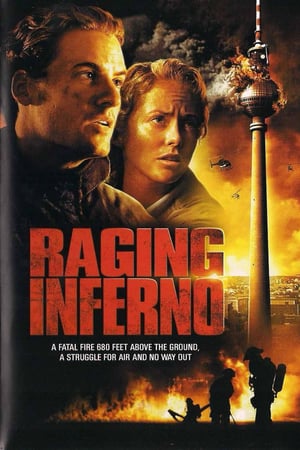 RAGING
INFERNO
A FATAL FIRE 680 FEET ABOVE THE GROUND,
A STRUGGLE FOR AIR AND NO WAY OUT